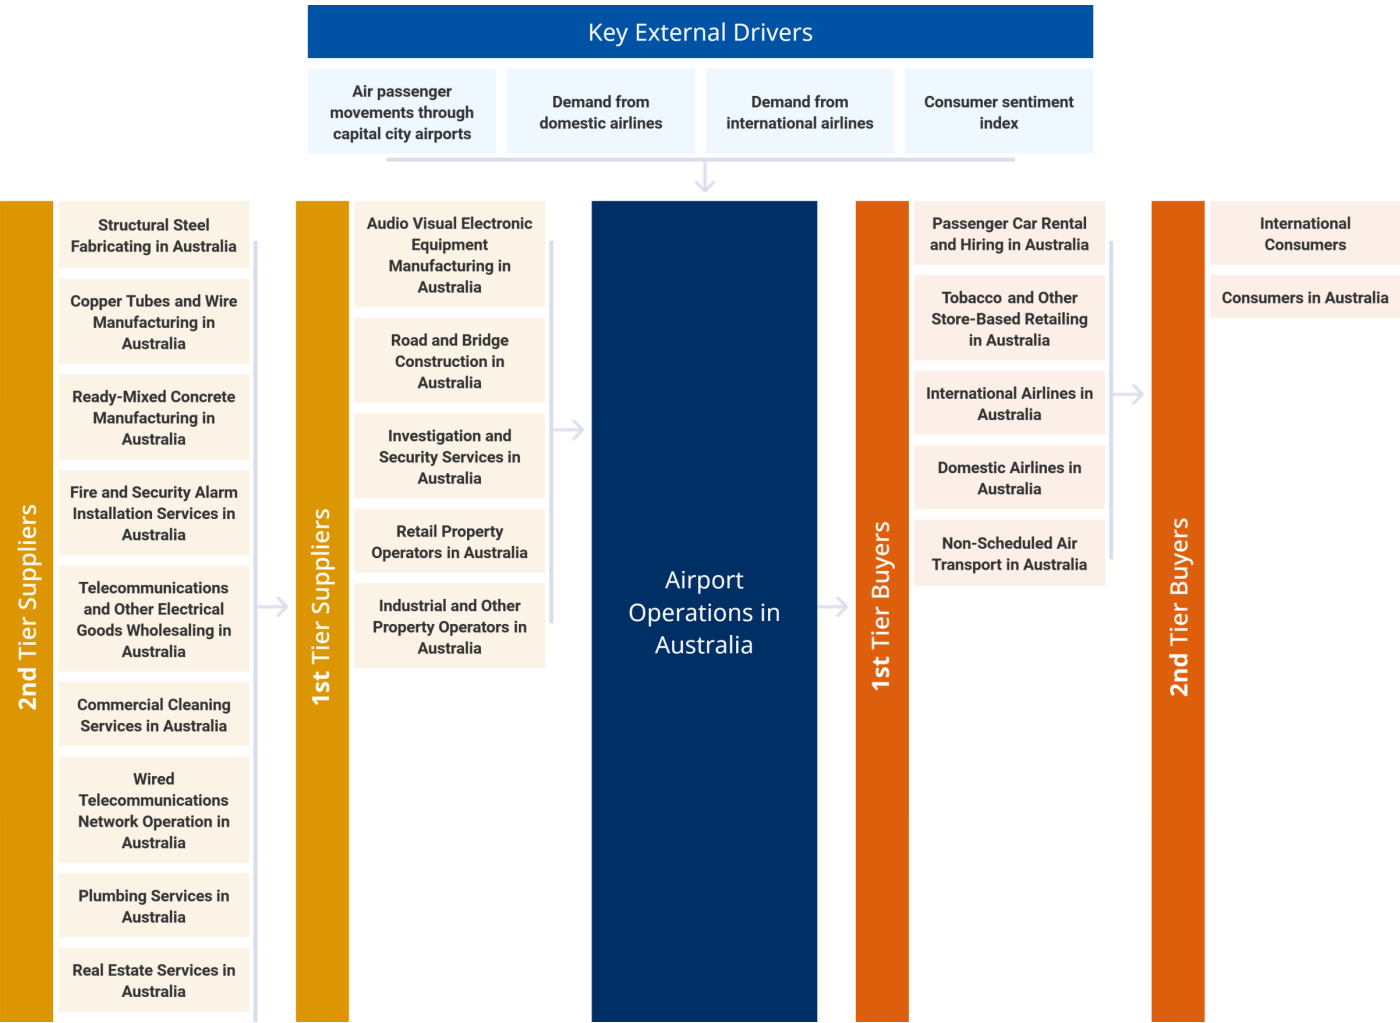 Key External Drivers
Air passenger
movements through
capital city airports
Demand from
domestic airlines
Demand from
international airlines
Consumer sentiment
index
2nd Tier Suppliers
Structural Steel
Fabricating in Australia
Copper Tubes and Wire
Manufacturing in
Australia
Ready-Mixed Concrete
Manufacturing in
Australia
Fire and Security Alarm
Installation Services in
Australia
Telecommunications
and Other Electrical
Goods Wholesaling in
Australia
Commercial Cleaning
Services in Australia
Wired
Telecommunications
Network Operation in
Australia
Plumbing Services in
Australia
Real Estate Services in
Australia
1st Tier Suppliers
Audio Visual Electronic
Equipment
Manufacturing in
Australia
Road and Bridge
Construction in
Australia
Investigation and
Security Services in
Australia
Retail Property
Operators in Australia
Industrial and Other
Property Operators in
Australia
Airport
Operations in
Australia
1st Tier Buyers
Passenger Car Rental
and Hiring in Australia
Tobacco and Other
Store-Based Retailing
in Australia
International Airlines in
Australia
Domestic Airlines in
Australia
Non-Scheduled Air
Transport in Australia
2nd Tier Buyers
International
Consumers
Consumers in Australia